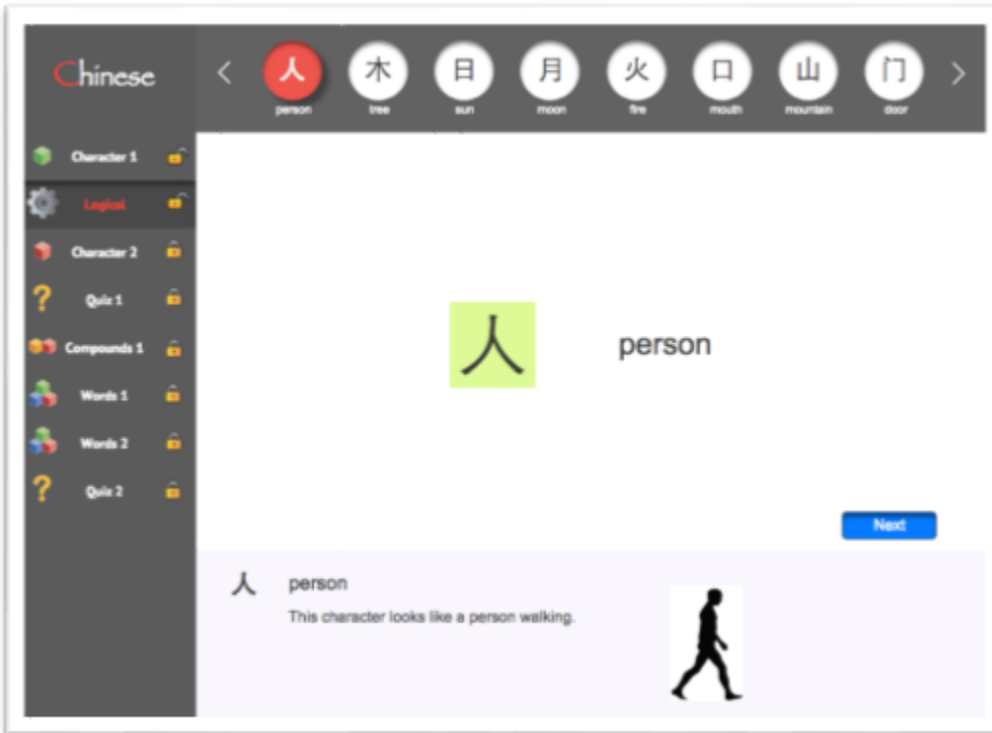 Chinese
< 人 木 日 月 火 口 山 门 >
person tree sun moon fire mouth mountain door
Character 1
Logical
Character 2
Quiz 1
Compounds 1
Words 1
Words 2
Quiz 2
人 person
Next
人 person
This character looks like a person walking.